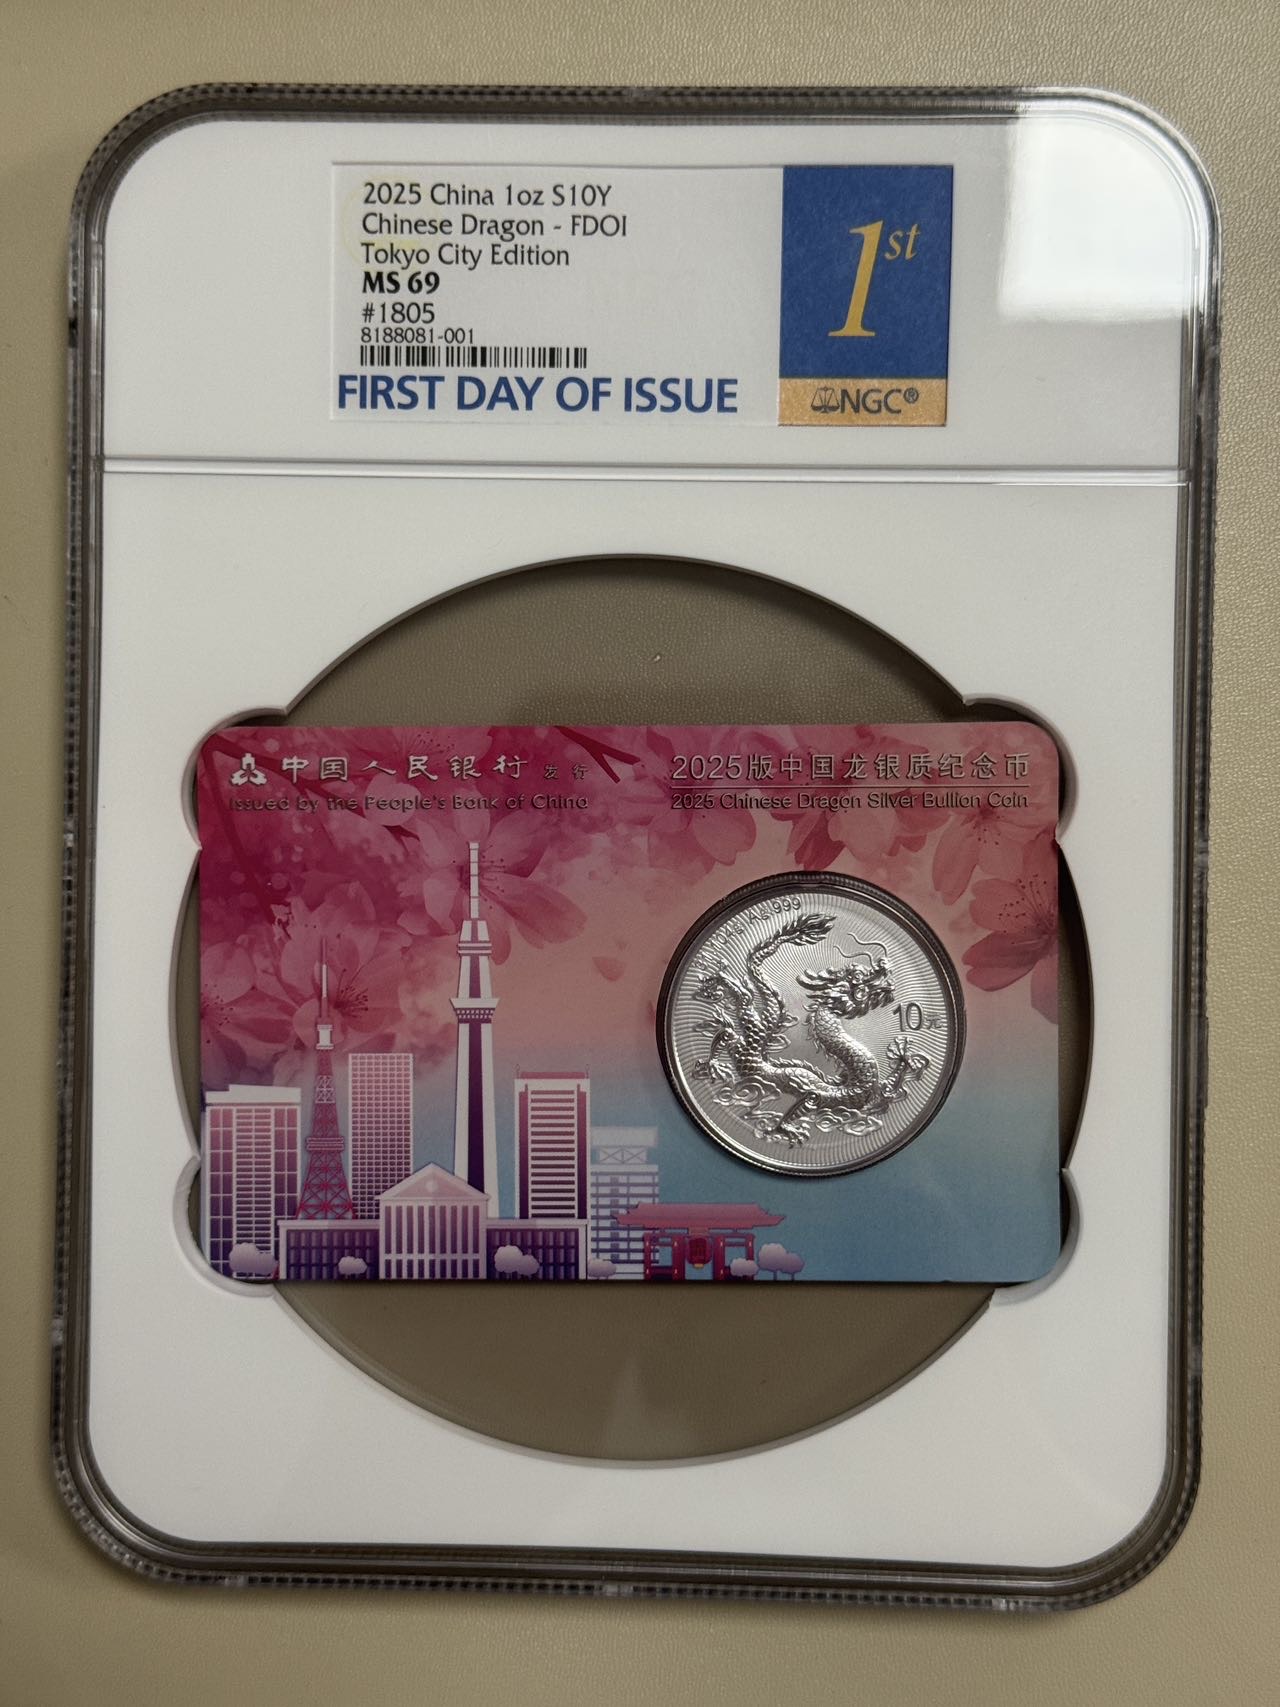 2025 China 1oz S10Y
Chinese Dragon - FDOI
Tokyo City Edition
MS 69
#1805
8188081-001
FIRST DAY OF ISSUE
1st
NGC®
中国人民银行 发行
Issued by the People's Bank of China
2025版中国龙银质纪念币
2025 Chinese Dragon Silver Bullion Coin
Ag 999
10元